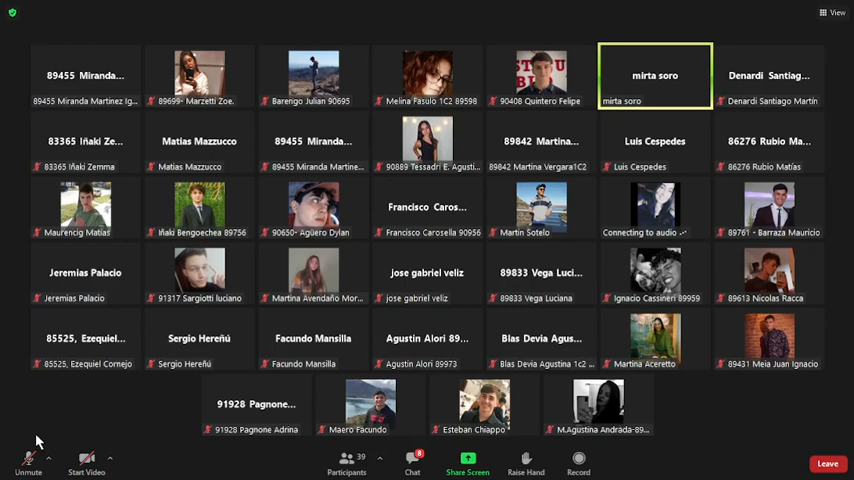 View
89455 Miranda...
mirta soro
Denardi Santiag...
89455 Miranda Martinez Ig...
89699- Marzetti Zoe.
Barengo Julian 90695
Melina Fasulo 1C2 89598
90408 Quintero Felipe
mirta soro
Denardi Santiago Martín
83365 Iñaki Ze...
Matias Mazzucco
89455 Miranda...
89842 Martina...
Luis Cespedes
86276 Rubio Ma...
83365 Iñaki Zemma
Matias Mazzucco
89455 Miranda Martine...
90889 Tessadri E. Agusti...
89842 Martina Vergara1C2
Luis Cespedes
86276 Rubio Matías
Francisco Caros...
Maurencig Matias
Iñaki Bengoechea 89756
90650- Agüero Dylan
Francisco Carosella 90956
Martin Sotelo
Connecting to audio ···
89761 - Barraza Mauricio
Jeremias Palacio
jose gabriel veliz
89833 Vega Luci...
Jeremias Palacio
91317 Sargiotti luciano
Martina Avendaño Mor...
jose gabriel veliz
89833 Vega Luciana
Ignacio Cassineri 89959
89613 Nicolas Racca
85525, Ezequiel...
Sergio Hereñú
Facundo Mansilla
Agustin Alori 89...
Blas Devia Agus...
85525, Ezequiel Cornejo
Sergio Hereñú
Facundo Mansilla
Agustin Alori 89973
Blas Devia Agustina 1c2 ...
Martina Aceretto
89431 Meia Juan Ignacio
91928 Pagnone...
91928 Pagnone Adrina
Maero Facundo
Esteban Chiappo
M.Agustina Andrada-89...
39
8
Unmute
Start Video
Participants
Chat
Share Screen
Raise Hand
Record
Leave